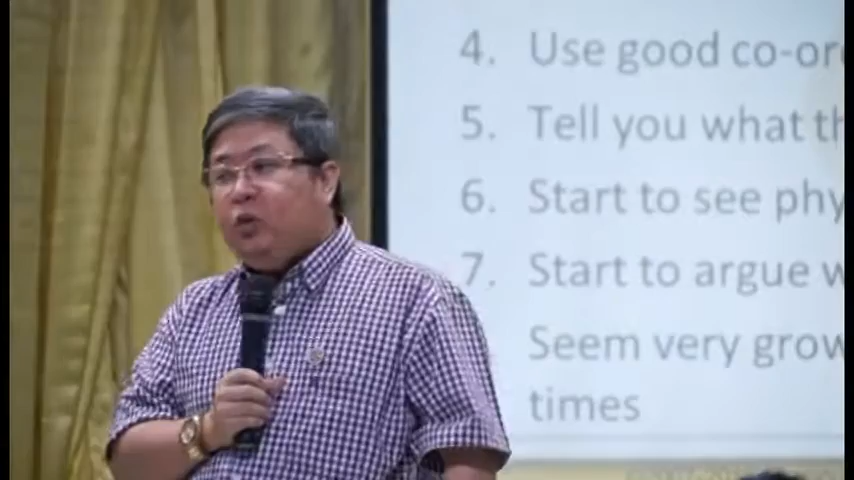 4. Use good co-or
5. Tell you what th
6. Start to see phy
7. Start to argue w
Seem very grow
times